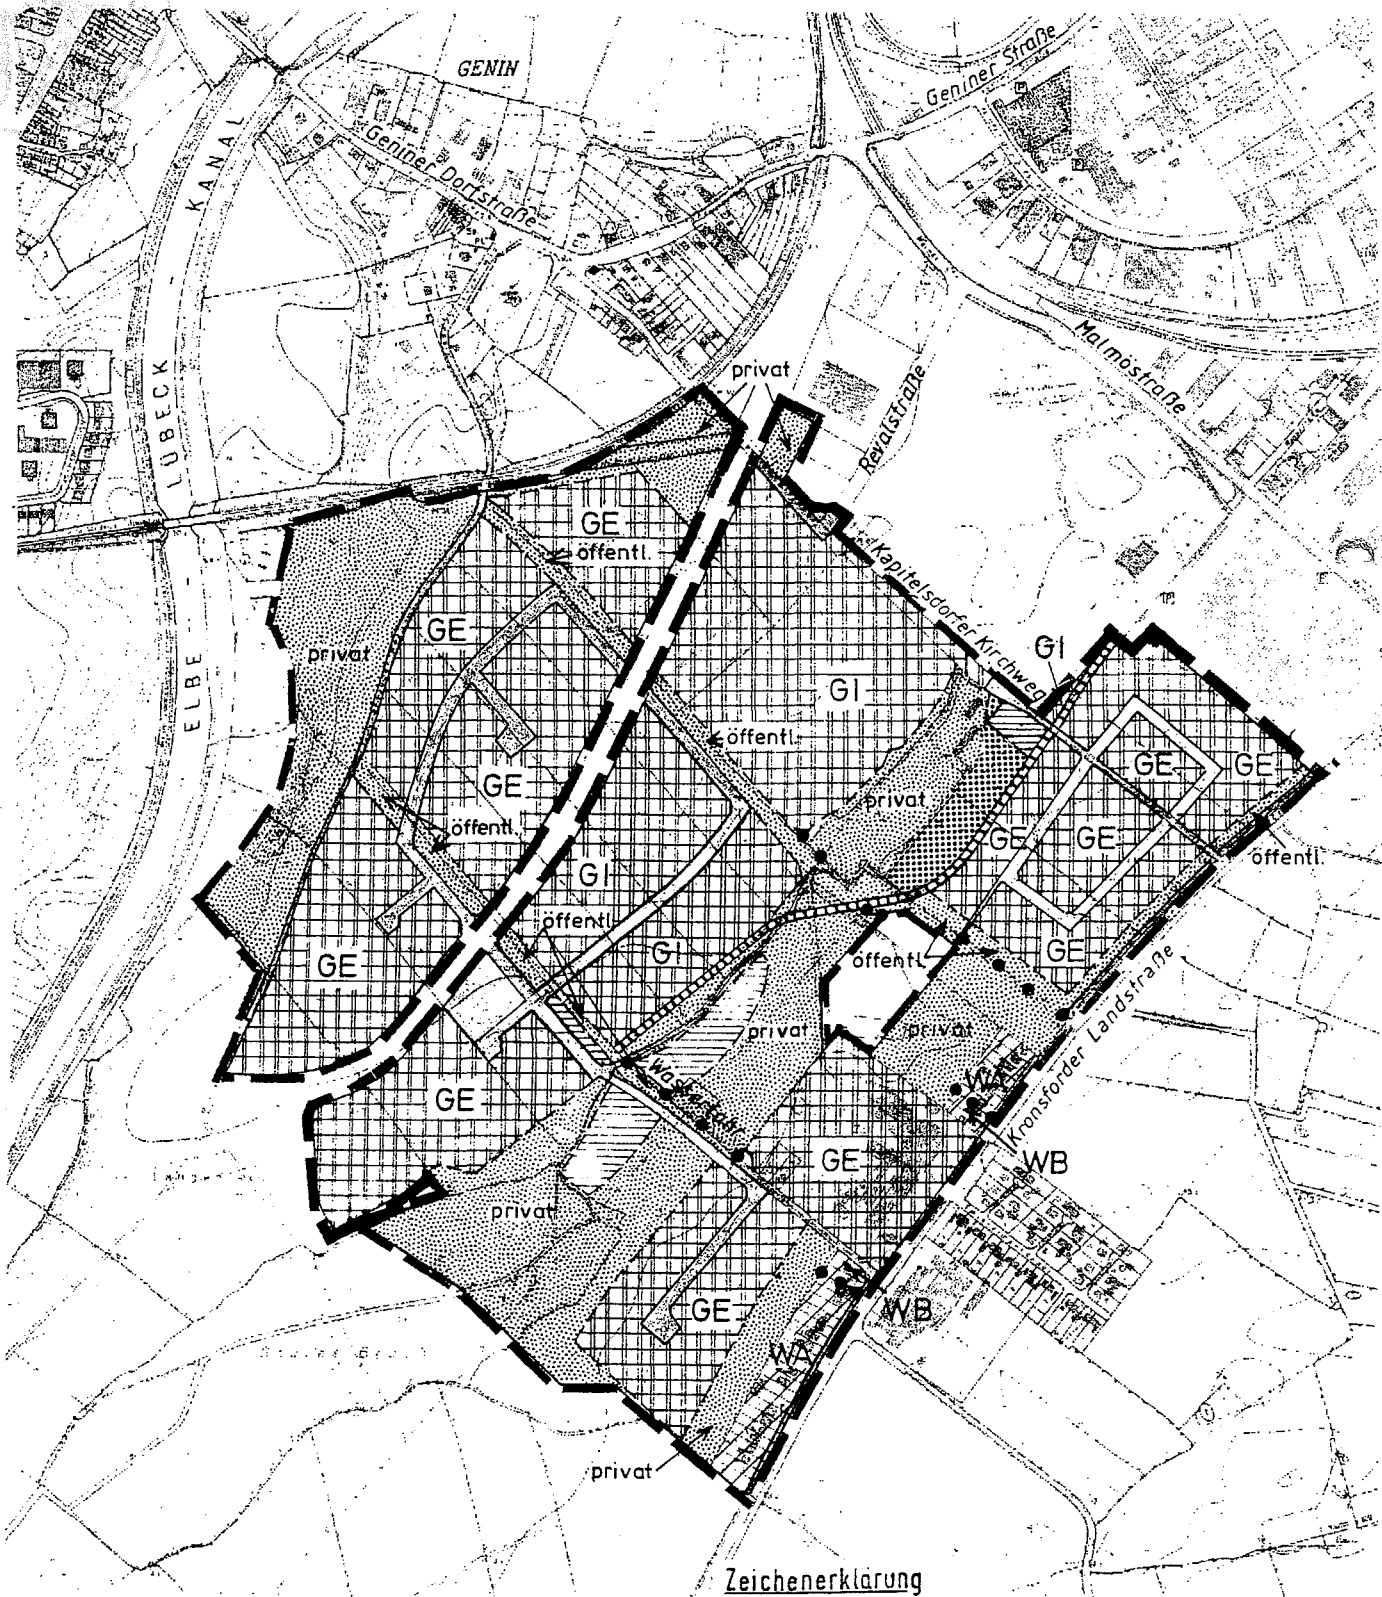 GENIN
Geniner Straße
KANAL
Geniner Dorfstraße
Malmöstraße
LÜBECK
privat
Revalstraße
GE
öffentl.
Kapitelsdorfer Kirchweg
GE
privat
GI
GI
ELBE
öffentl.
GE
GE
GE
privat
öffentl.
GE
GE
öffentl.
GI
öffentl.
GI
GE
GE
öffentl.
privat
privat
Kronsforder Landstraße
GE
WA
GE
WB
privat
GE
WB
WA
privat
Zeichenerklärung